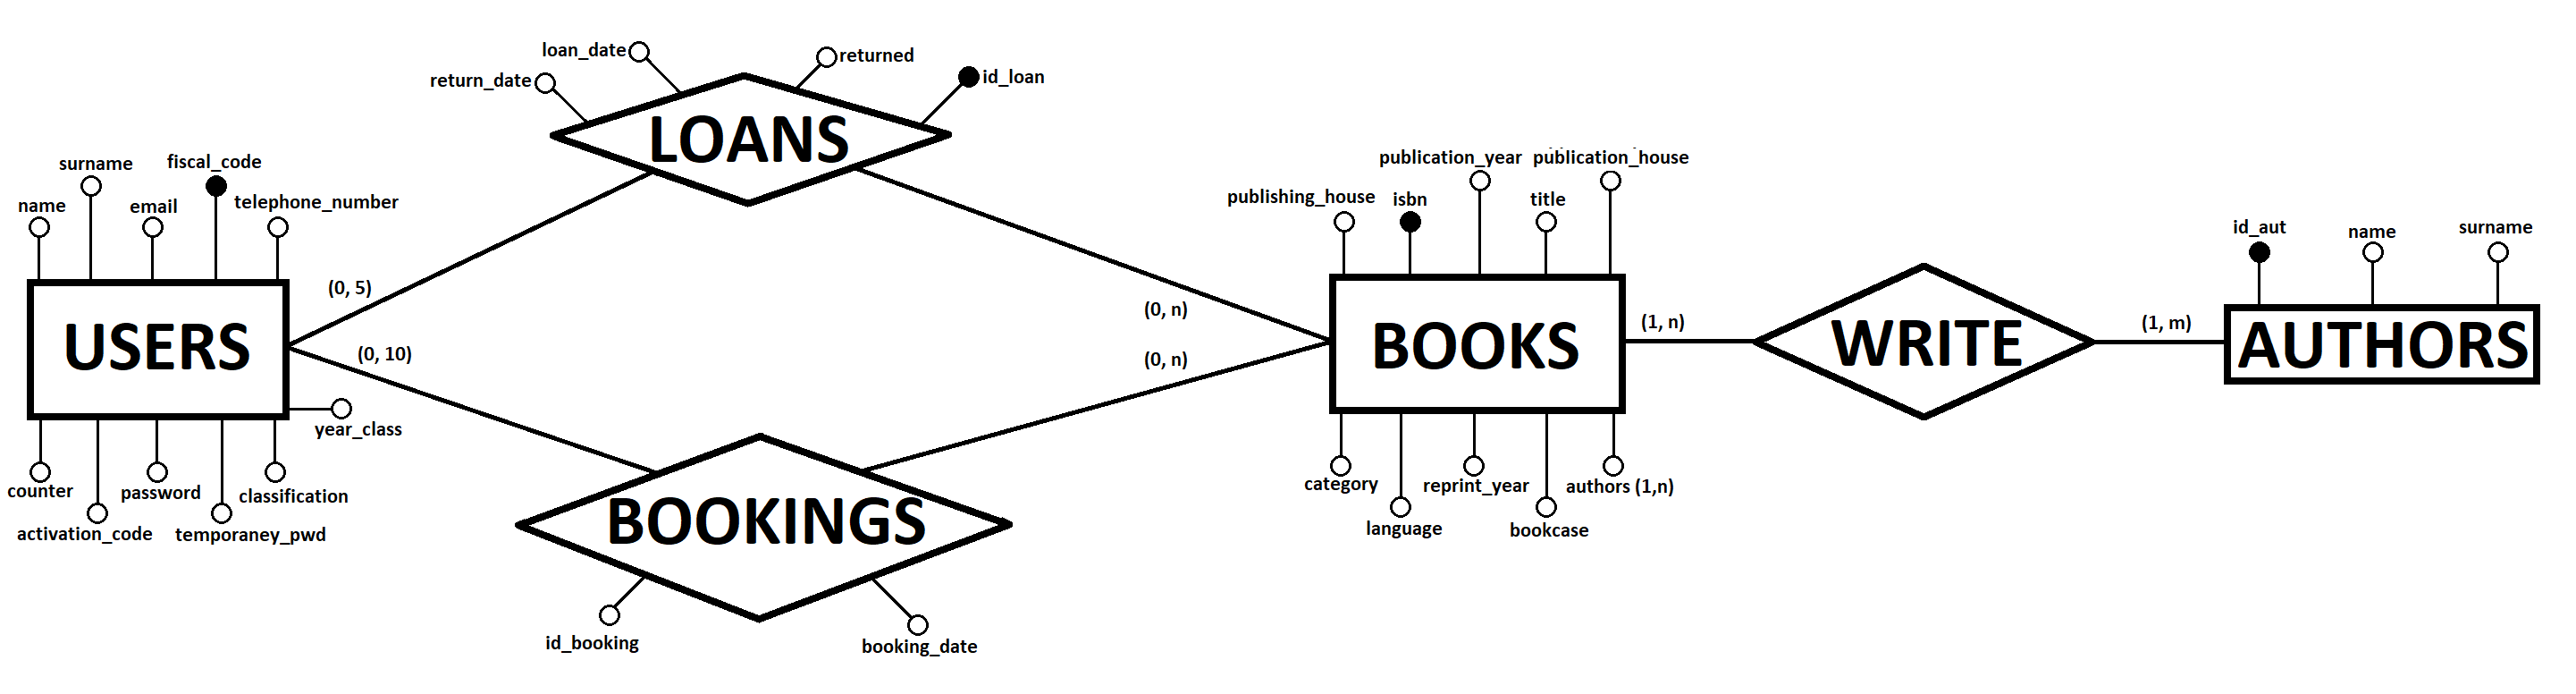 loan_date
returned
return_date
id_loan
LOANS
surname
fiscal_code
name
email
telephone_number
USERS
(0, 5)
(0, 10)
year_class
counter
password
classification
activation_code
temporaney_pwd
BOOKINGS
id_booking
booking_date
publication_year
publication_house
publishing_house
isbn
title
(0, n)
(0, n)
BOOKS
category
reprint_year
authors (1,n)
language
bookcase
(1, n)
WRITE
(1, m)
id_aut
name
surname
AUTHORS